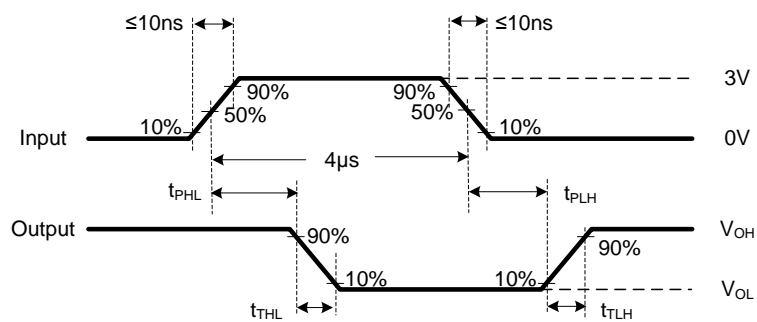 ≤10ns ≤10ns
3V
90% 90%
50% 50%
Input 10% 10% 0V
4μs
tPHL tPLH
Output VOH
90% 90%
10% 10%
VOL
tTHL tTLH